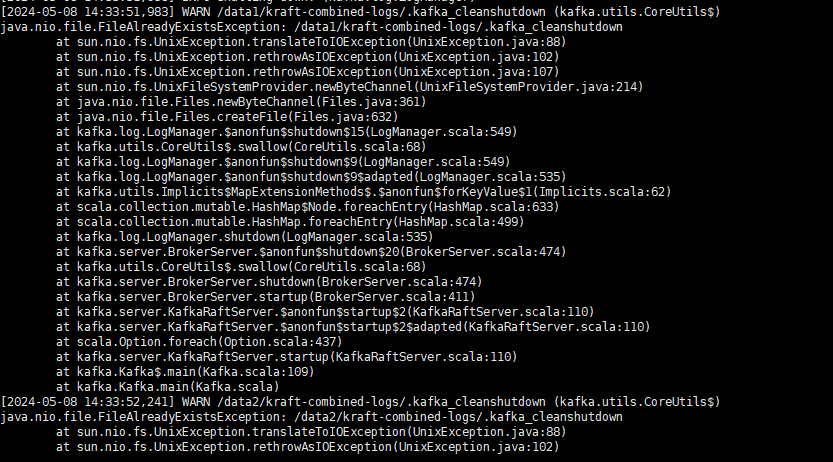 [2024-05-08 14:33:51,983] WARN /data1/kraft-combined-logs/.kafka_cleanshutdown (kafka.utils.CoreUtils$)
java.nio.file.FileAlreadyExistsException: /data1/kraft-combined-logs/.kafka_cleanshutdown
at sun.nio.fs.UnixException.translateToIOException(UnixException.java:88)
at sun.nio.fs.UnixException.rethrowAsIOException(UnixException.java:102)
at sun.nio.fs.UnixException.rethrowAsIOException(UnixException.java:107)
at sun.nio.fs.UnixFileSystemProvider.newByteChannel(UnixFileSystemProvider.java:214)
at java.nio.file.Files.newByteChannel(Files.java:361)
at java.nio.file.Files.createFile(Files.java:632)
at kafka.log.LogManager.$anonfun$shutdown$15(LogManager.scala:549)
at kafka.utils.CoreUtils$.swallow(CoreUtils.scala:68)
at kafka.log.LogManager.$anonfun$shutdown$9(LogManager.scala:549)
at kafka.log.LogManager.$anonfun$shutdown$9$adapted(LogManager.scala:535)
at kafka.utils.Implicits$MapExtensionMethods$.$anonfun$forKeyValue$1(Implicits.scala:62)
at scala.collection.mutable.HashMap$Node.foreachEntry(HashMap.scala:633)
at scala.collection.mutable.HashMap.foreachEntry(HashMap.scala:499)
at kafka.log.LogManager.shutdown(LogManager.scala:535)
at kafka.server.BrokerServer.$anonfun$shutdown$20(BrokerServer.scala:474)
at kafka.utils.CoreUtils$.swallow(CoreUtils.scala:68)
at kafka.server.BrokerServer.shutdown(BrokerServer.scala:474)
at kafka.server.BrokerServer.startup(BrokerServer.scala:411)
at kafka.server.KafkaRaftServer.$anonfun$startup$2(KafkaRaftServer.scala:110)
at kafka.server.KafkaRaftServer.$anonfun$startup$2$adapted(KafkaRaftServer.scala:110)
at scala.Option.foreach(Option.scala:437)
at kafka.server.KafkaRaftServer.startup(KafkaRaftServer.scala:110)
at kafka.Kafka$.main(Kafka.scala:109)
at kafka.Kafka.main(Kafka.scala)
[2024-05-08 14:33:52,241] WARN /data2/kraft-combined-logs/.kafka_cleanshutdown (kafka.utils.CoreUtils$)
java.nio.file.FileAlreadyExistsException: /data2/kraft-combined-logs/.kafka_cleanshutdown
at sun.nio.fs.UnixException.translateToIOException(UnixException.java:88)
at sun.nio.fs.UnixException.rethrowAsIOException(UnixException.java:102)